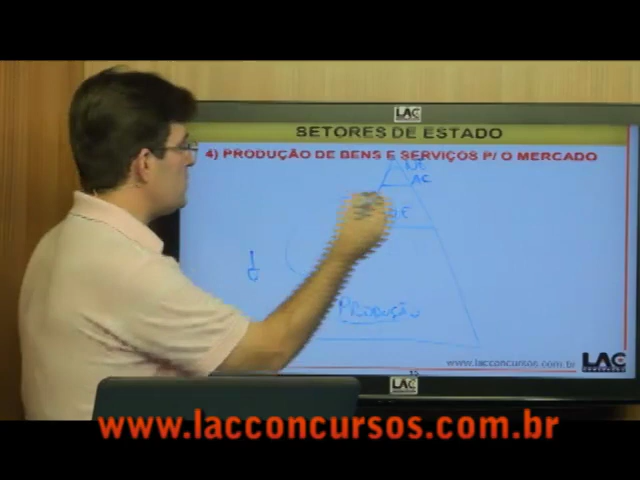 LAC
SETORES DE ESTADO
4) PRODUÇÃO DE BENS E SERVIÇOS P/ O MERCADO
NE
AC
PRODUÇÃO
www.lacconcursos.com.br
LAC
LAC
www.lacconcursos.com.br